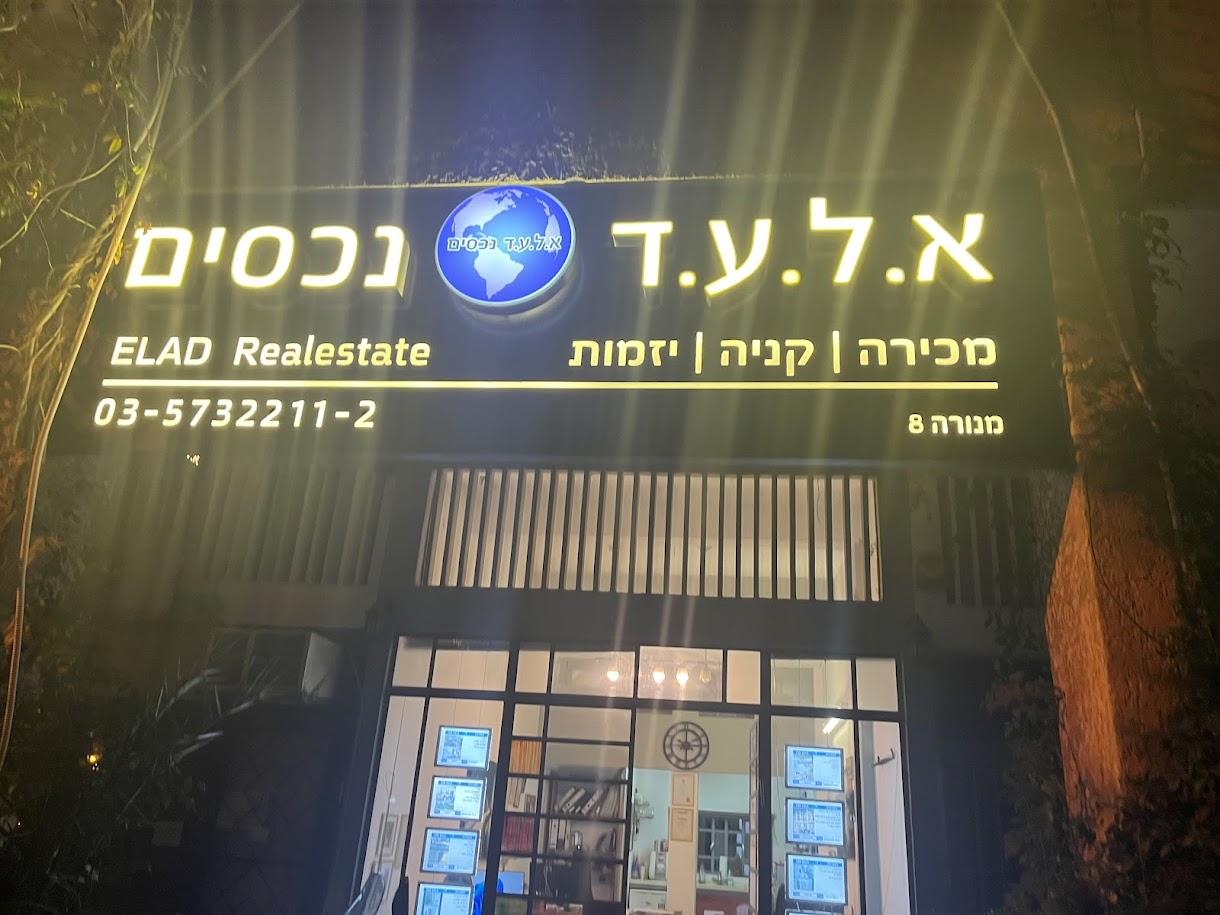 א.ל.ע.ד נכסים
א.ל.ע.ד נכסים
מכירה | קניה | יזמות
ELAD Realestate
מנורה 8
03-5732211-2